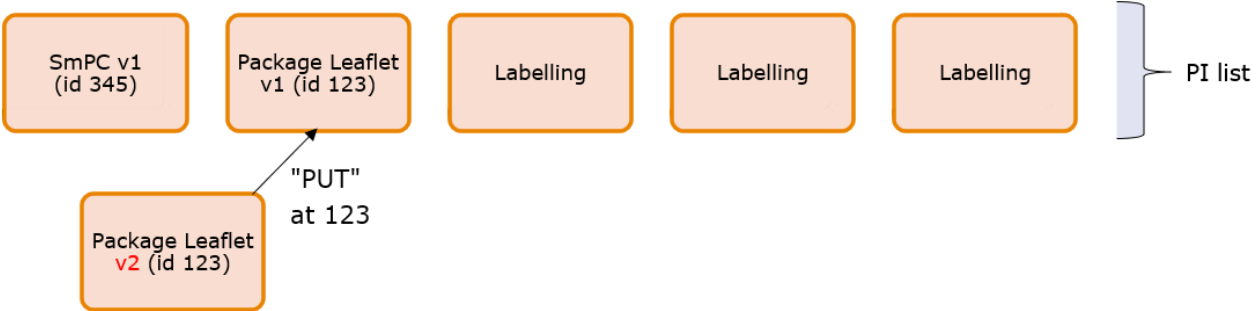 SmPC v1
(id 345)
Package Leaflet
v1 (id 123)
Labelling
Labelling
Labelling
PI list
"PUT"
at 123
Package Leaflet
v2 (id 123)